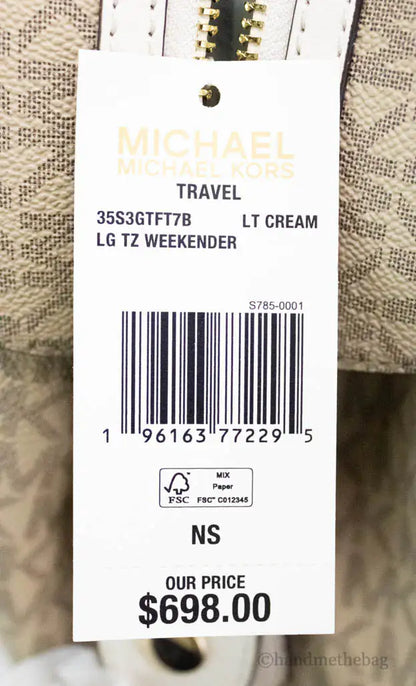 MICHAEL
MICHAEL KORS
TRAVEL
35S3GTFT7B LT CREAM
LG TZ WEEKENDER
S785-0001
1 96163 77229 5
MIX
Paper
FSC™ C012345
FSC
NS
OUR PRICE
$698.00
©handmethebag